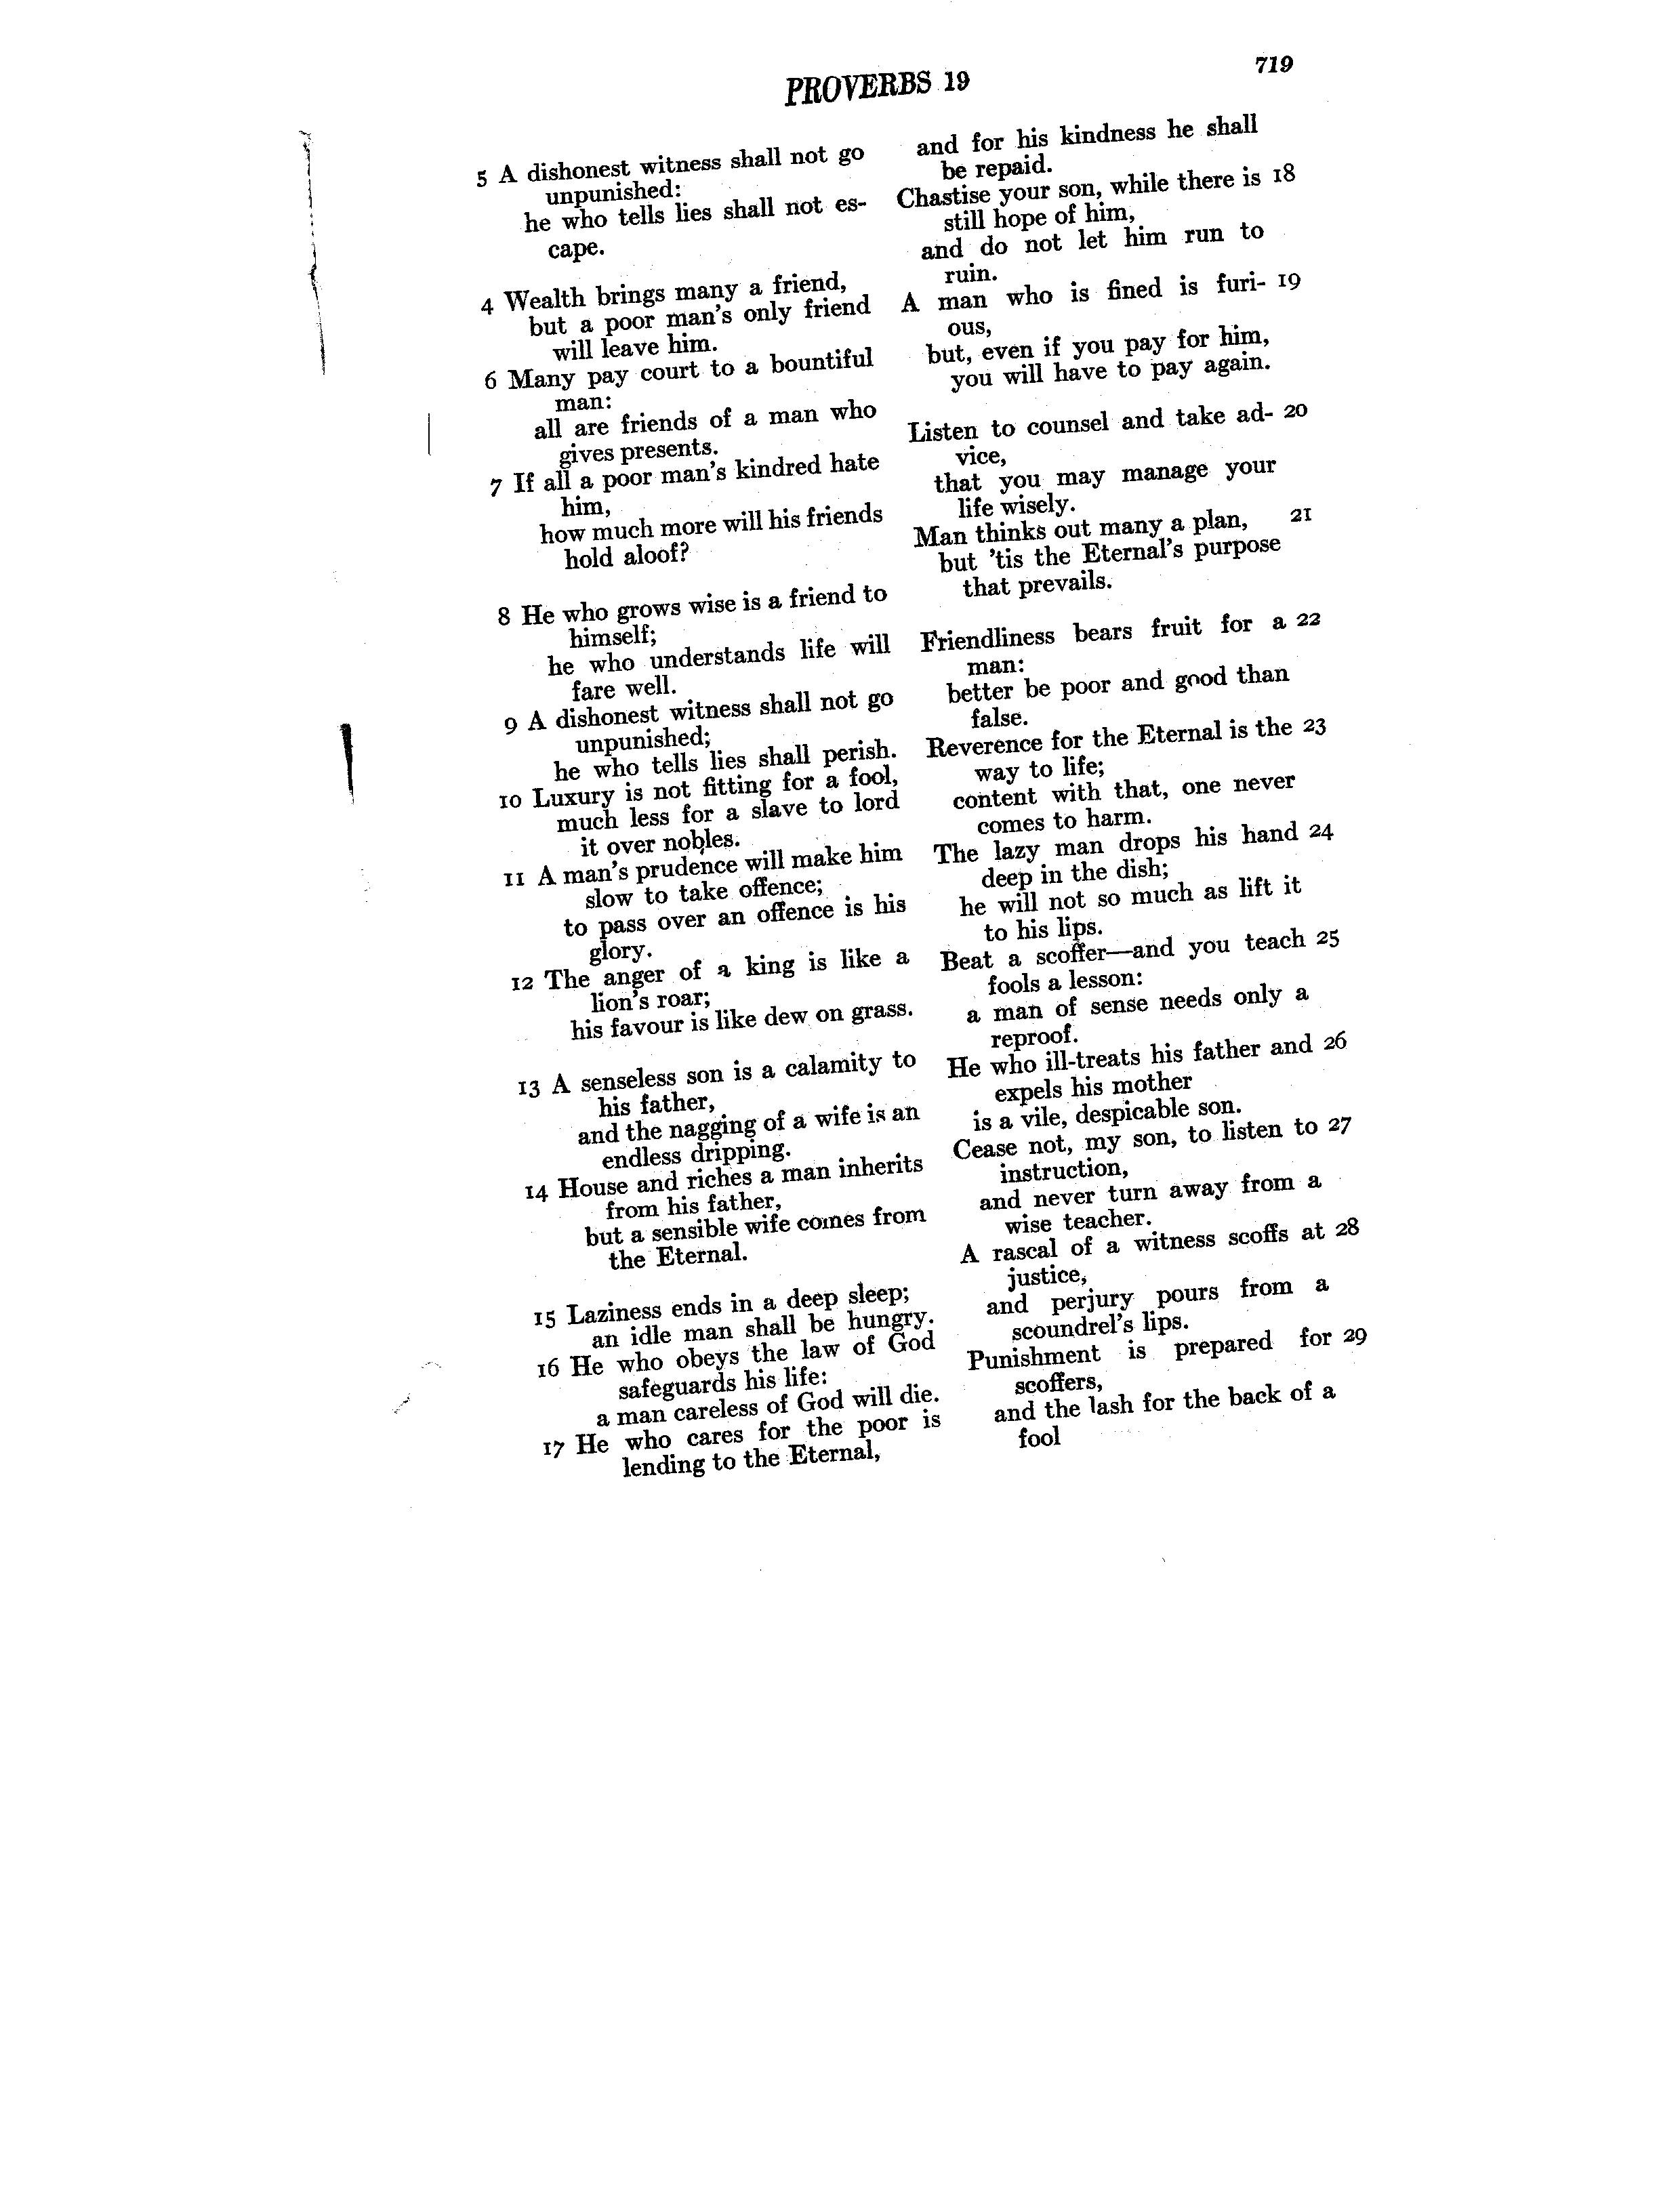 PROVERBS 19
719
5 A dishonest witness shall not go
unpunished:
he who tells lies shall not es-
cape.
4 Wealth brings many a friend,
but a poor man's only friend
will leave him.
6 Many pay court to a bountiful
man:
all are friends of a man who
gives presents.
7 If all a poor man's kindred hate
him,
how much more will his friends
hold aloof?
8 He who grows wise is a friend to
himself;
he who understands life will
fare well.
9 A dishonest witness shall not go
unpunished;
he who tells lies shall perish.
10 Luxury is not fitting for a fool,
much less for a slave to lord
it over nobles.
11 A man's prudence will make him
slow to take offence;
to pass over an offence is his
glory.
12 The anger of a king is like a
lion's roar;
his favour is like dew on grass.
13 A senseless son is a calamity to
his father,
and the nagging of a wife is an
endless dripping.
14 House and riches a man inherits
from his father,
but a sensible wife comes from
the Eternal.
15 Laziness ends in a deep sleep;
an idle man shall be hungry.
16 He who obeys the law of God
safeguards his life:
a man careless of God will die.
17 He who cares for the poor is
lending to the Eternal,
and for his kindness he shall
be repaid.
Chastise your son, while there is 18
still hope of him,
and do not let him run to
ruin.
A man who is fined is furi- 19
ous,
but, even if you pay for him,
you will have to pay again.
Listen to counsel and take ad- 20
vice,
that you may manage your
life wisely.
Man thinks out many a plan, 21
but 'tis the Eternal's purpose
that prevails.
Friendliness bears fruit for a 22
man:
better be poor and good than
false.
Reverence for the Eternal is the 23
way to life;
content with that, one never
comes to harm.
The lazy man drops his hand 24
deep in the dish;
he will not so much as lift it
to his lips.
Beat a scoffer—and you teach 25
fools a lesson:
a man of sense needs only a
reproof.
He who ill-treats his father and 26
expels his mother
is a vile, despicable son.
Cease not, my son, to listen to 27
instruction,
and never turn away from a
wise teacher.
A rascal of a witness scoffs at 28
justice,
and perjury pours from a
scoundrel's lips.
Punishment is prepared for 29
scoffers,
and the lash for the back of a
fool